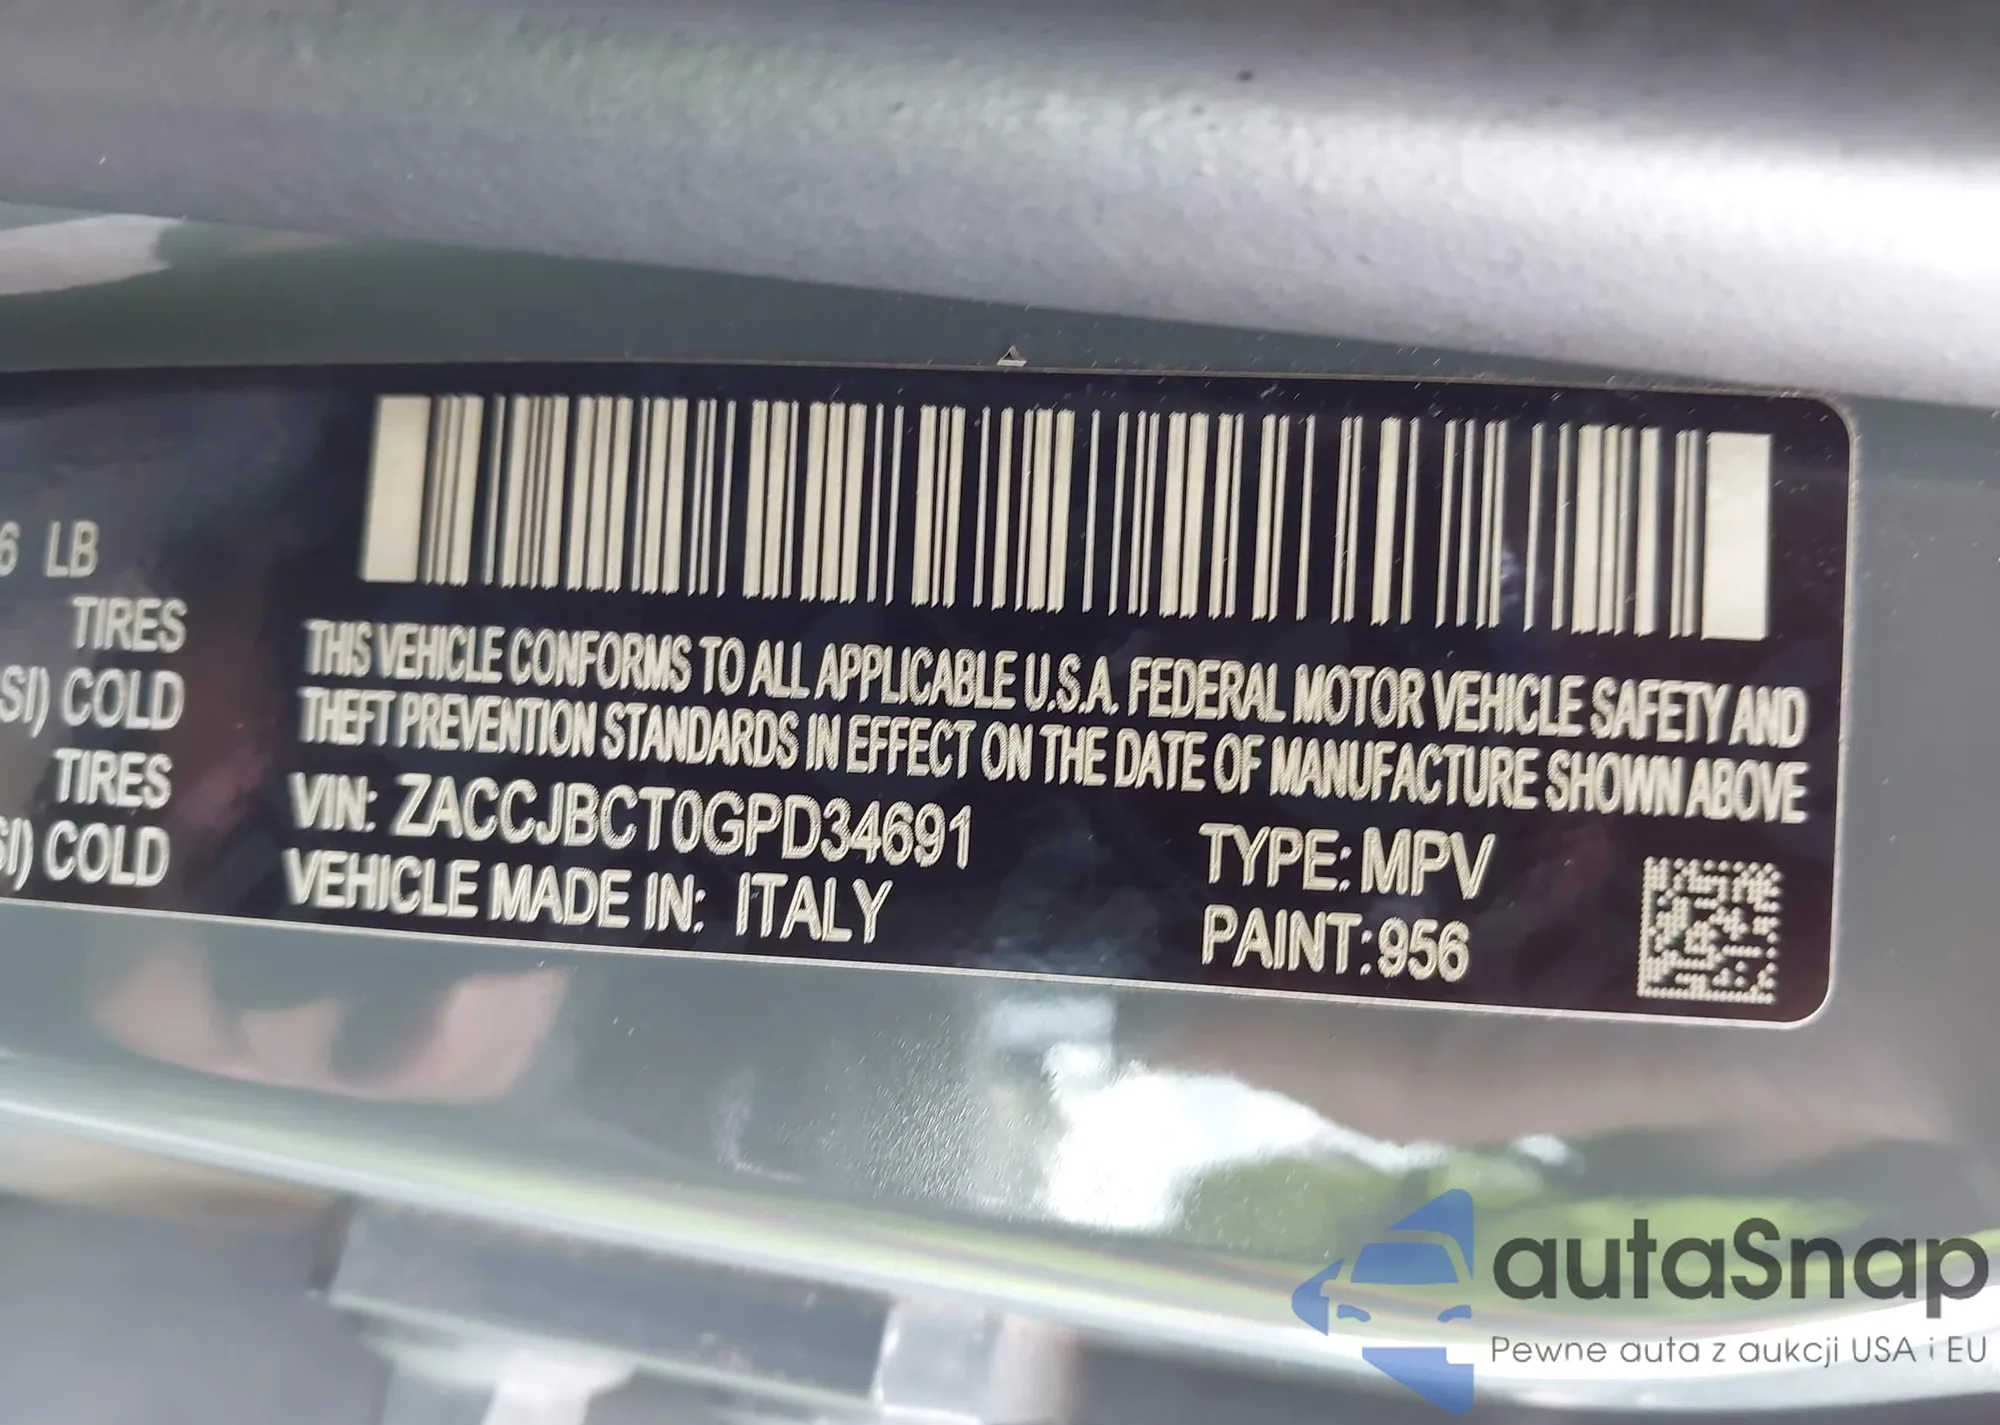 6 LB
TIRES
SI) COLD
TIRES
SI) COLD
THIS VEHICLE CONFORMS TO ALL APPLICABLE U.S.A. FEDERAL MOTOR VEHICLE SAFETY AND
THEFT PREVENTION STANDARDS IN EFFECT ON THE DATE OF MANUFACTURE SHOWN ABOVE
VIN: ZACCJBCT0GPD34691
TYPE: MPV
VEHICLE MADE IN: ITALY
PAINT: 956
autaSnap
Pewne auta z aukcji USA i EU